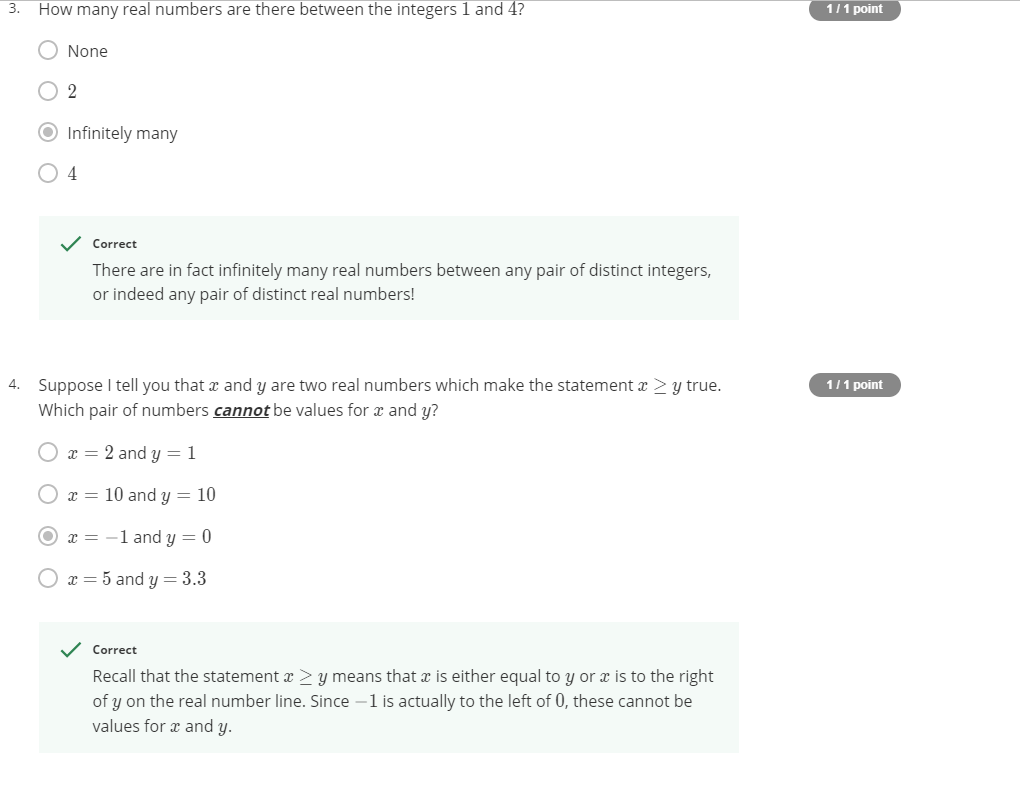 3. How many real numbers are there between the integers 1 and 4?
1 / 1 point
None
2
Infinitely many
4
Correct
There are in fact infinitely many real numbers between any pair of distinct integers,
or indeed any pair of distinct real numbers!
4. Suppose I tell you that x and y are two real numbers which make the statement x ≥ y true.
1 / 1 point
Which pair of numbers cannot be values for x and y?
x = 2 and y = 1
x = 10 and y = 10
x = −1 and y = 0
x = 5 and y = 3.3
Correct
Recall that the statement x ≥ y means that x is either equal to y or x is to the right
of y on the real number line. Since −1 is actually to the left of 0, these cannot be
values for x and y.